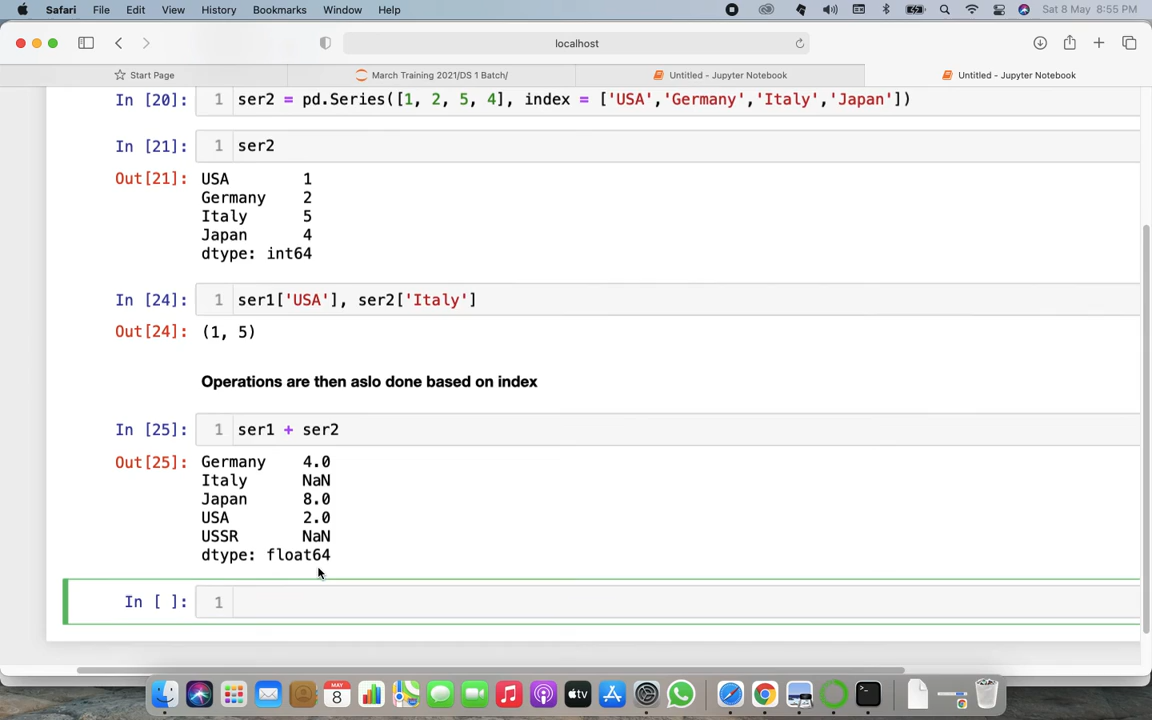 Safari File Edit View History Bookmarks Window Help Sat 8 May 8:55 PM
localhost
Start Page March Training 2021/DS 1 Batch/ Untitled - Jupyter Notebook Untitled - Jupyter Notebook
In [20]: 1 ser2 = pd.Series([1, 2, 5, 4], index = ['USA','Germany','Italy','Japan'])
In [21]: 1 ser2
Out[21]: USA 1
Germany 2
Italy 5
Japan 4
dtype: int64
In [24]: 1 ser1['USA'], ser2['Italy']
Out[24]: (1, 5)
Operations are then aslo done based on index
In [25]: 1 ser1 + ser2
Out[25]: Germany 4.0
Italy NaN
Japan 8.0
USA 2.0
USSR NaN
dtype: float64
In [ ]: 1
MAY
8
tv